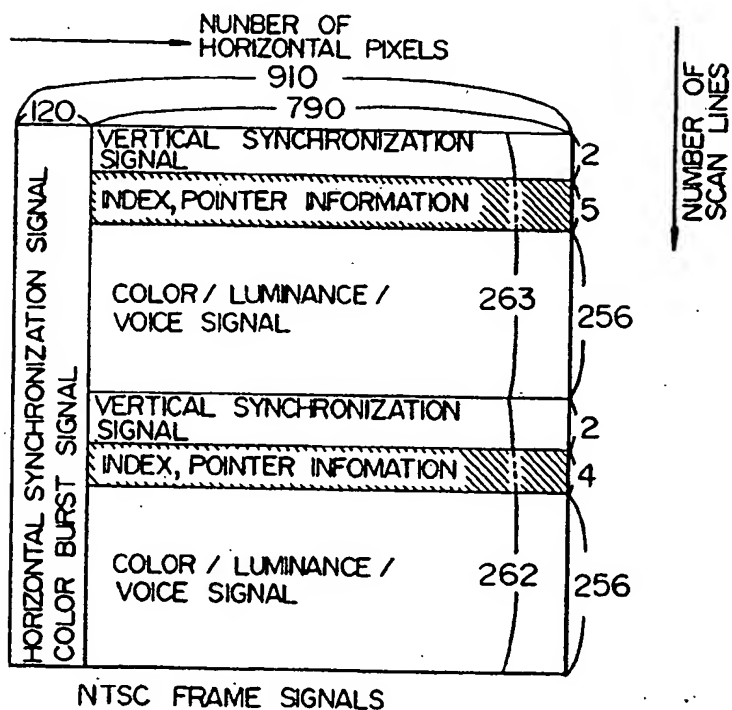 NUNBER OF
HORIZONTAL PIXELS
910
120
790
NUMBER OF
SCAN LINES
HORIZONTAL SYNCHRONIZATION SIGNAL
COLOR BURST SIGNAL
VERTICAL SYNCHRONIZATION
SIGNAL
2
INDEX, POINTER INFORMATION
5
COLOR / LUMINANCE /
VOICE SIGNAL
263
256
VERTICAL SYNCHRONIZATION
SIGNAL
2
INDEX, POINTER INFOMATION
4
COLOR / LUMINANCE /
VOICE SIGNAL
262
256
NTSC FRAME SIGNALS